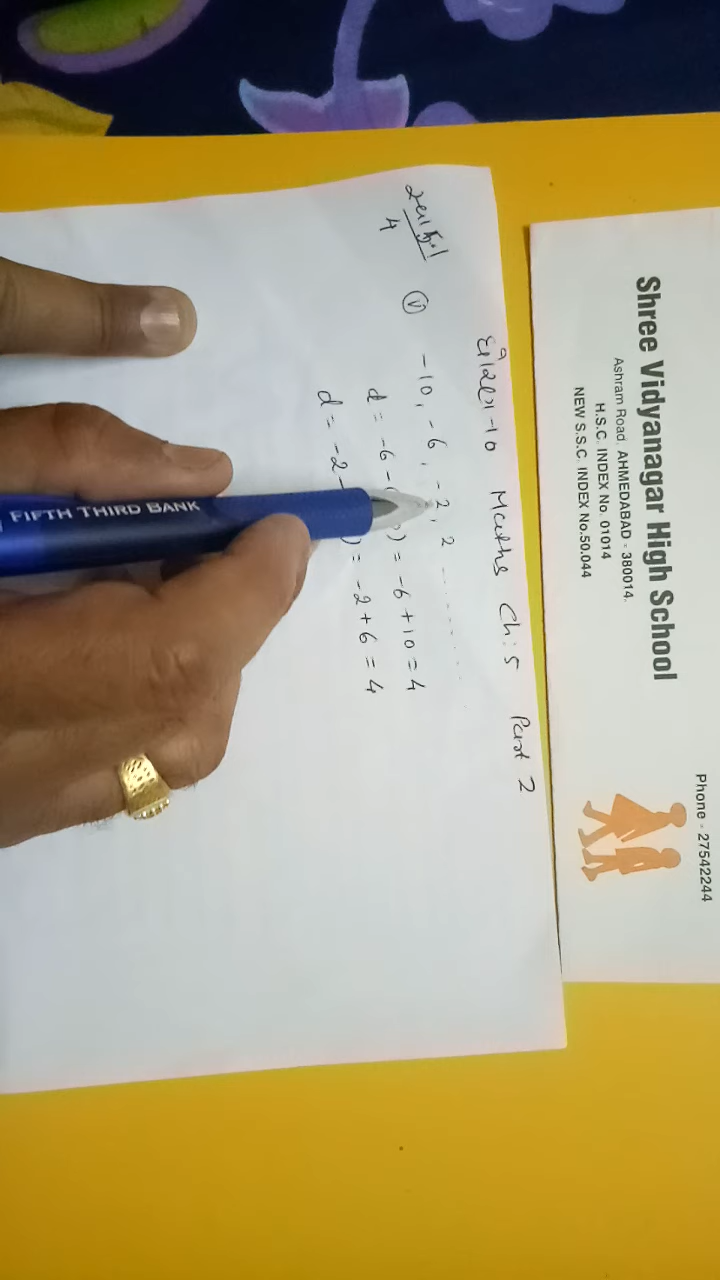 Shree Vidyanagar High School
Ashram Road, AHMEDABAD - 380014.
H.S.C. INDEX No. 01014
NEW S.S.C. INDEX No.50.044
Phone - 27542244
ધોરણ-10 Maths Ch:5 Part 2
4
(v) -10, -6, -2, 2 ..........
d = -6 - ( ) = -6 + 10 = 4
d = -2 - ) = -2 + 6 = 4
FIFTH THIRD BANK